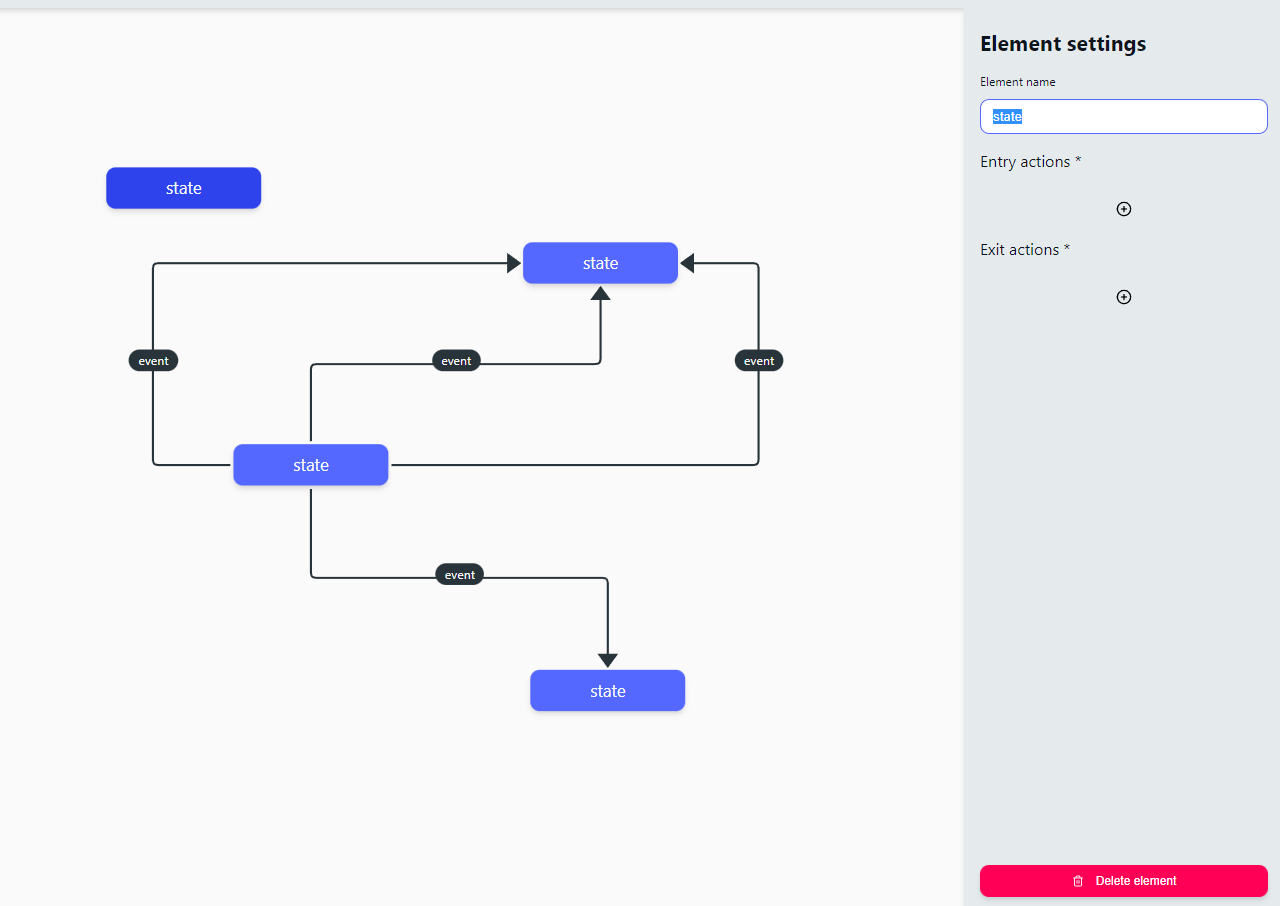 Element settings
Element name
state
Entry actions *
Exit actions *
state
state
event
event
event
state
event
state
Delete element